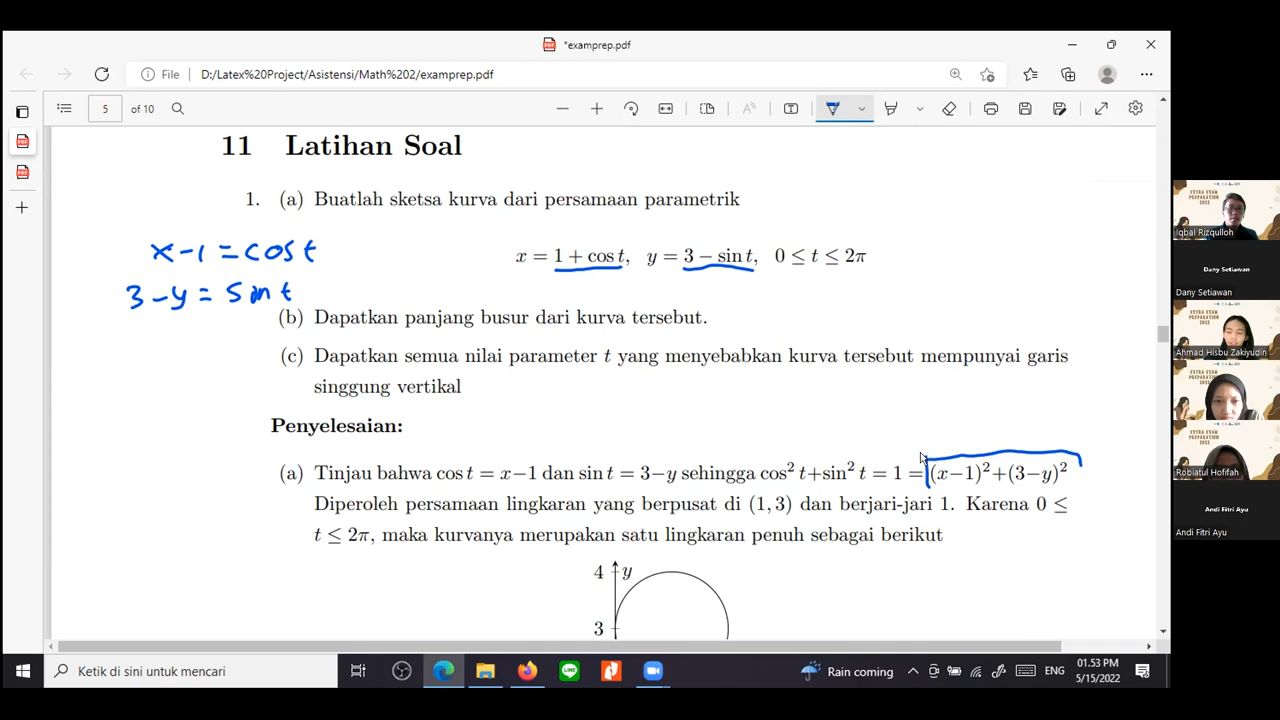 *examprep.pdf
File D:/Latex%20Project/Asistensi/Math%202/examprep.pdf
5 of 10
11 Latihan Soal
1. (a) Buatlah sketsa kurva dari persamaan parametrik
x − 1 = cos t
x = 1 + cos t, y = 3 − sin t, 0 ≤ t ≤ 2π
3 − y = sin t
(b) Dapatkan panjang busur dari kurva tersebut.
(c) Dapatkan semua nilai parameter t yang menyebabkan kurva tersebut mempunyai garis
singgung vertikal
Penyelesaian:
(a) Tinjau bahwa cos t = x−1 dan sin t = 3−y sehingga cos² t+sin² t = 1 = (x−1)²+(3−y)²
Diperoleh persamaan lingkaran yang berpusat di (1, 3) dan berjari-jari 1. Karena 0 ≤
t ≤ 2π, maka kurvanya merupakan satu lingkaran penuh sebagai berikut
4 y
3
Iqbal Rizqulloh
Dany Setiawan
Dany Setiawan
EXTRA EXAM
PREPARATION
2022
Ahmad Hisbu Zakiyudin
Robiatul Hofifah
Andi Fitri Ayu
Andi Fitri Ayu
Ketik di sini untuk mencari
Rain coming
ENG
01.53 PM
5/15/2022